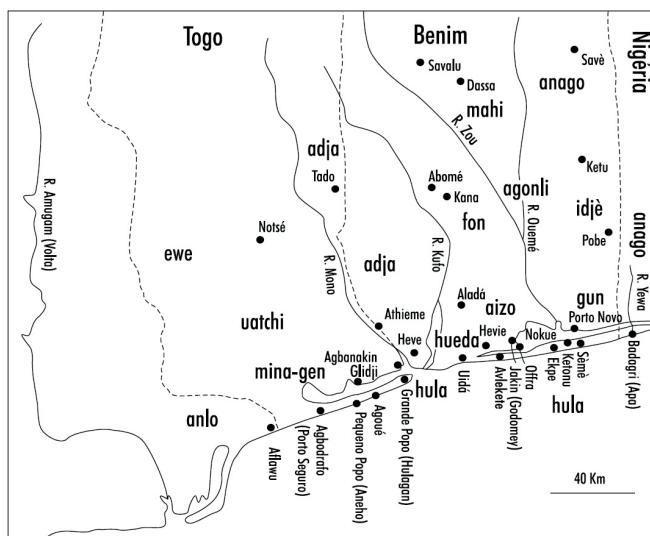 Togo
Benim
Nigéria
Savalu
Dassa
Savè
anago
mahi
R. Zou
adja
Tado
Abomé
Kana
Ketu
agonli
R. Amugam (Volta)
Notsé
fon
R. Ouemé
idjè
Pobe
anago
ewe
R. Mono
adja
R. Kufo
R. Yewa
Aladá
aizo
gun
uatchi
Athieme
Porto Novo
Heve
hueda
Hevie
Nokue
Agbanakin
Glidji
mina-gen
hula
Uidá
Avlekete
Jakin (Godomey)
Offra
Ekpe
Ketonu
Sèmè
Badagri (Apa)
hula
anlo
Aflawu
Agbodrafo
(Porto Seguro)
Pequeno Popo (Aneho)
Agoué
Grande Popo (Hulagan)
40 Km